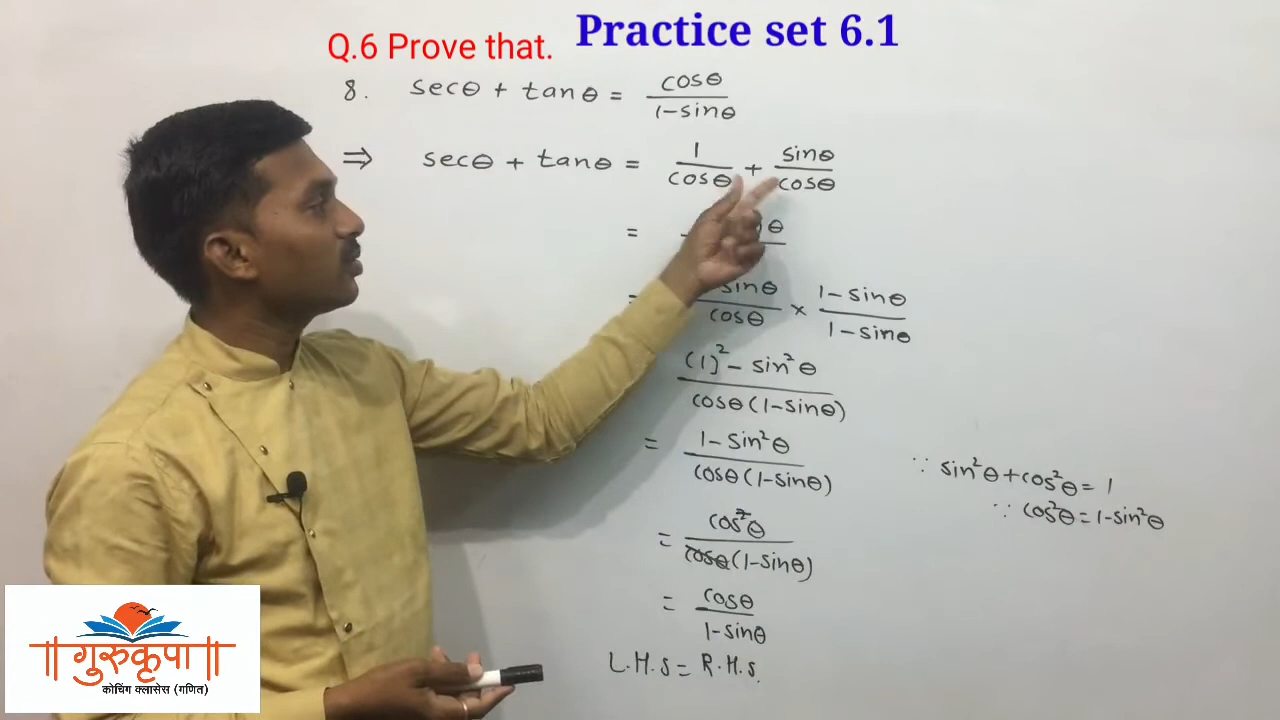 Practice set 6.1
Q.6 Prove that.
8. secθ + tanθ = cosθ / 1-sinθ
⇒ secθ + tanθ = 1 / cosθ + sinθ / cosθ
= θ
= sinθ / cosθ × 1-sinθ / 1-sinθ
(1)² - sin²θ / cosθ(1-sinθ)
= 1-sin²θ / cosθ(1-sinθ)
∵ sin²θ+cos²θ=1
∵ cos²θ=1-sin²θ
= cos²θ / cosθ(1-sinθ)
= cosθ / 1-sinθ
L.H.S = R.H.S.
गुरुकृपा
कोचिंग क्लासेस (गणित)